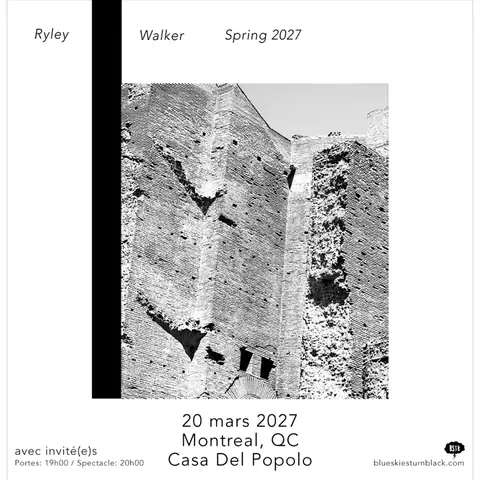 Ryley Walker Spring 2027
20 mars 2027
Montreal, QC
Casa Del Popolo
avec invité(e)s
Portes: 19h00 / Spectacle: 20h00
BSTB
blueskiesturnblack.com